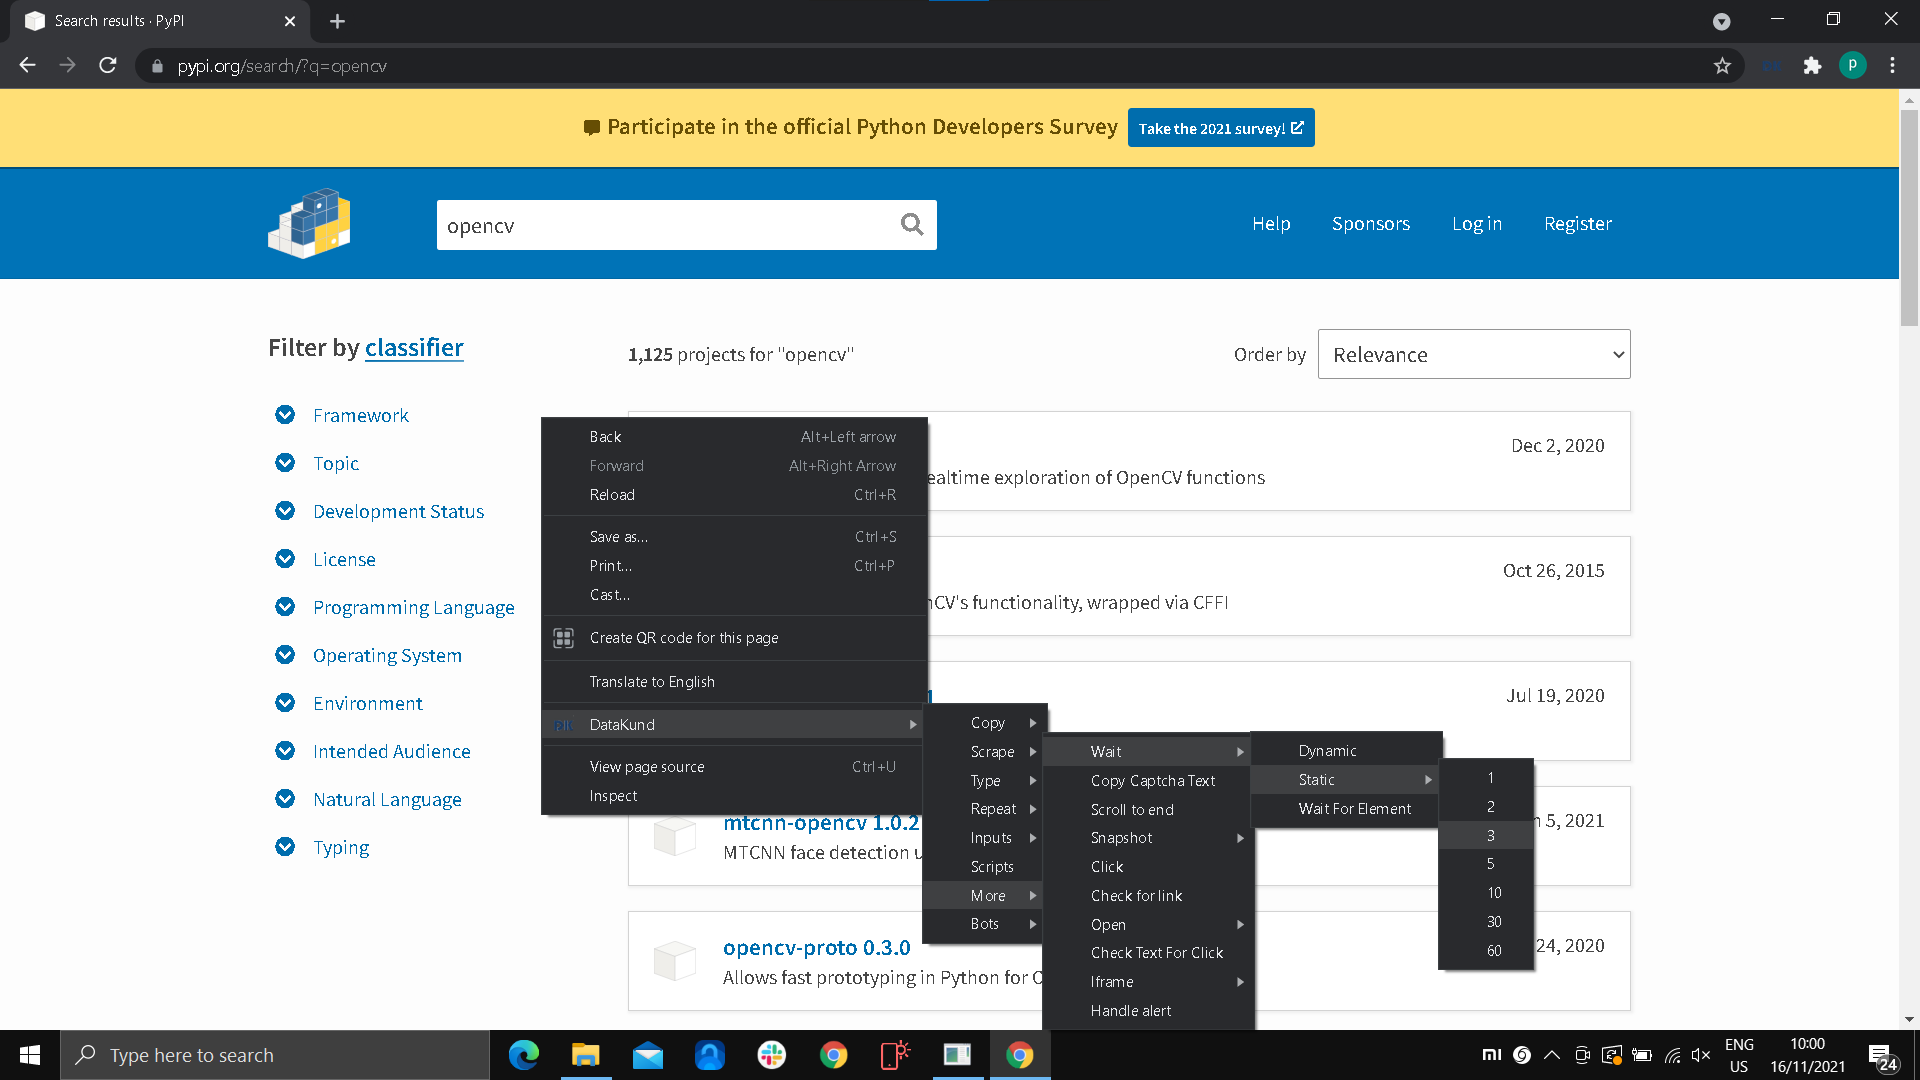 Search results · PyPI
pypi.org/search/?q=opencv
P
Participate in the official Python Developers Survey
Take the 2021 survey!
opencv
Help
Sponsors
Log in
Register
Filter by classifier
1,125 projects for "opencv"
Order by
Relevance
Framework
Topic
Development Status
License
Programming Language
Operating System
Environment
Intended Audience
Natural Language
Typing
Dec 2, 2020
ealtime exploration of OpenCV functions
Oct 26, 2015
CV's functionality, wrapped via CFFI
Jul 19, 2020
5, 2021
mtcnn-opencv 1.0.2
MTCNN face detection
24, 2020
opencv-proto 0.3.0
Allows fast prototyping in Python for
Back Alt+Left arrow
Forward Alt+Right Arrow
Reload Ctrl+R
Save as... Ctrl+S
Print... Ctrl+P
Cast...
Create QR code for this page
Translate to English
DataKund
View page source Ctrl+U
Inspect
Copy
Scrape
Type
Repeat
Inputs
Scripts
More
Bots
Wait
Copy Captcha Text
Scroll to end
Snapshot
Click
Check for link
Open
Check Text For Click
Iframe
Handle alert
Dynamic
Static
Wait For Element
1
2
3
5
10
30
60
Type here to search
mi
ENG
US
10:00
16/11/2021
24